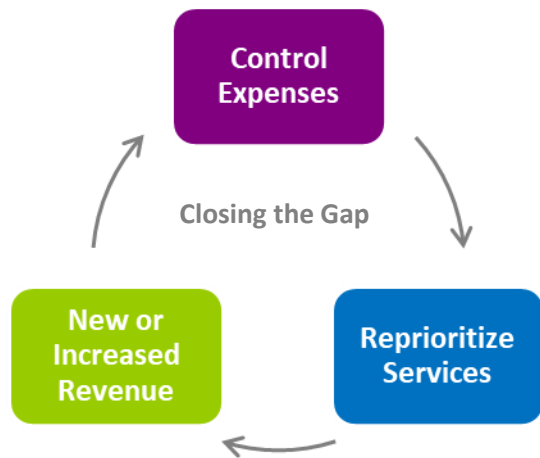 Control
Expenses
Closing the Gap
New or
Increased
Revenue
Reprioritize
Services